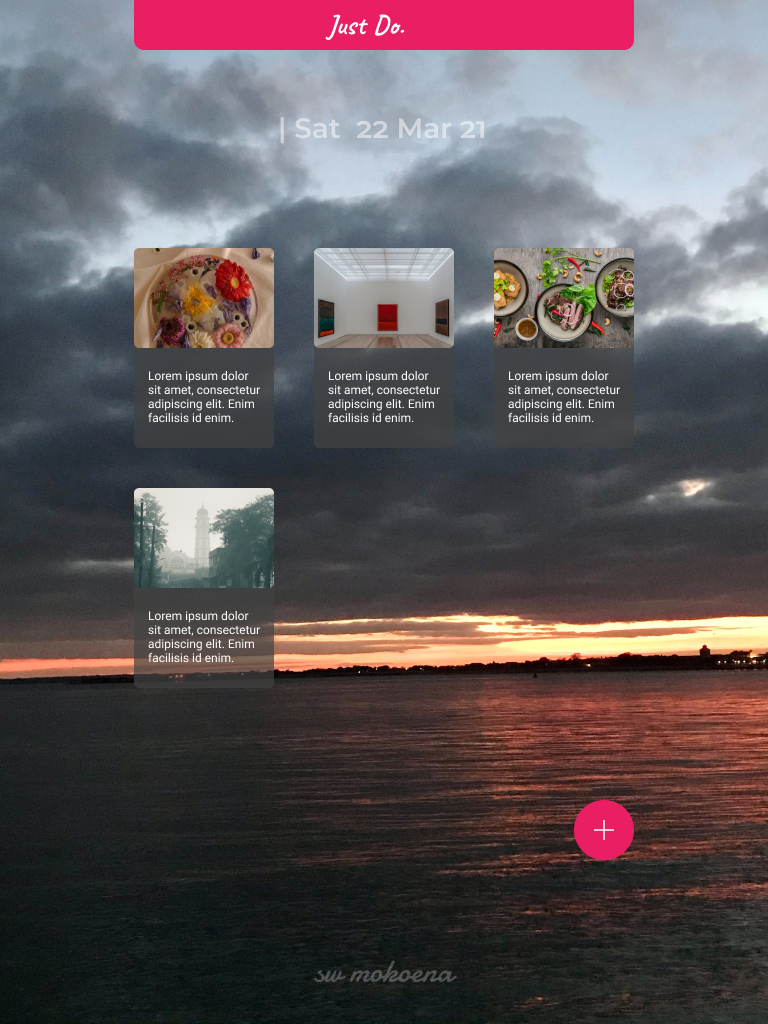 Just Do.
| Sat 22 Mar 21
Lorem ipsum dolor
sit amet, consectetur
adipiscing elit. Enim
facilisis id enim.
Lorem ipsum dolor
sit amet, consectetur
adipiscing elit. Enim
facilisis id enim.
Lorem ipsum dolor
sit amet, consectetur
adipiscing elit. Enim
facilisis id enim.
Lorem ipsum dolor
sit amet, consectetur
adipiscing elit. Enim
facilisis id enim.
sw mokoena